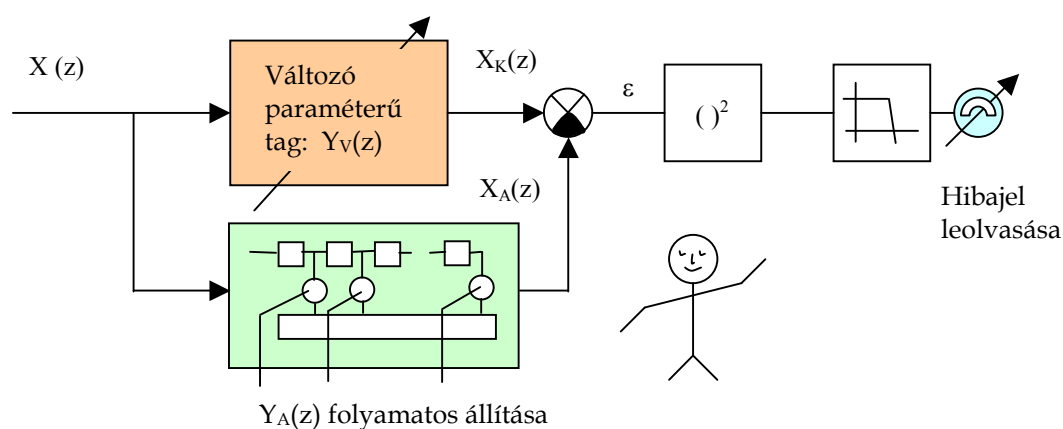 X (z)
Változó
paraméterű
tag: Y_V(z)
X_K(z)
ε
( )²
X_A(z)
Hibajel
leolvasása
Y_A(z) folyamatos állítása